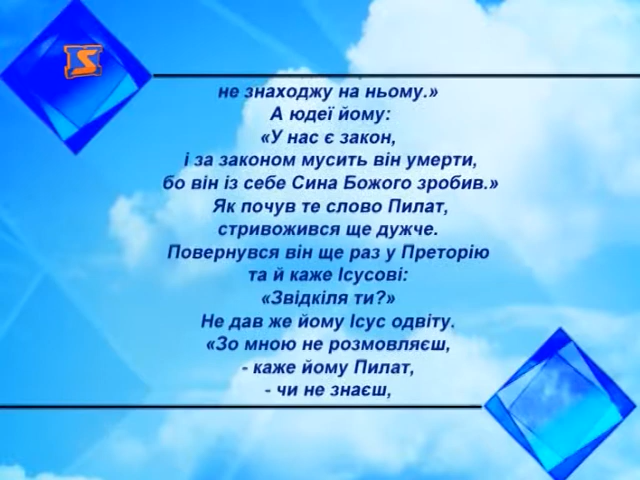 не знаходжу на ньому.»
А юдеї йому:
«У нас є закон,
і за законом мусить він умерти,
бо він із себе Сина Божого зробив.»
Як почув те слово Пилат,
стривожився ще дужче.
Повернувся він ще раз у Преторію
та й каже Ісусові:
«Звідкіля ти?»
Не дав же йому Ісус одвіту.
«Зо мною не розмовляєш,
- каже йому Пилат,
- чи не знаєш,